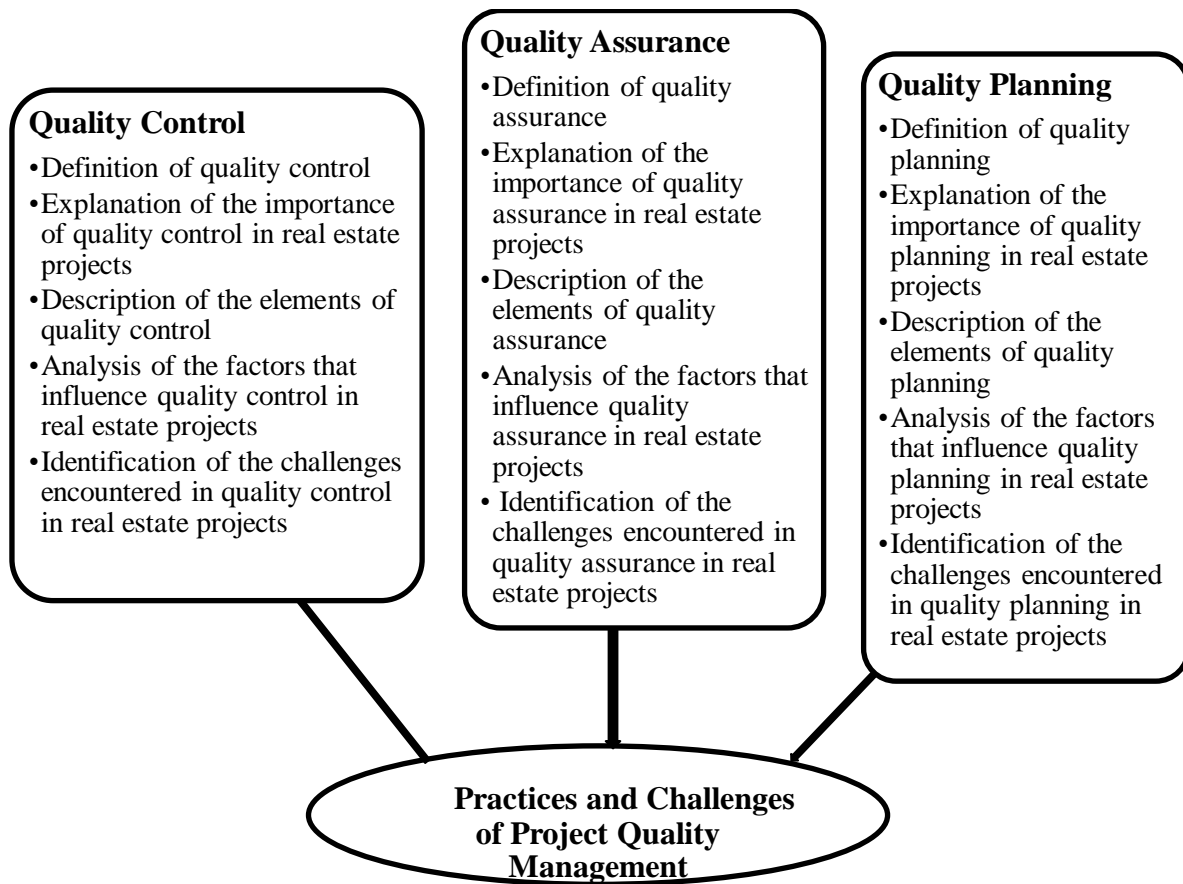 Quality Control
•Definition of quality control
•Explanation of the importance
of quality control in real estate
projects
•Description of the elements of
quality control
•Analysis of the factors that
influence quality control in
real estate projects
•Identification of the challenges
encountered in quality control
in real estate projects
Quality Assurance
•Definition of quality
assurance
•Explanation of the
importance of quality
assurance in real estate
projects
•Description of the
elements of quality
assurance
•Analysis of the factors that
influence quality
assurance in real estate
projects
• Identification of the
challenges encountered in
quality assurance in real
estate projects
Quality Planning
•Definition of quality
planning
•Explanation of the
importance of quality
planning in real estate
projects
•Description of the
elements of quality
planning
•Analysis of the factors
that influence quality
planning in real estate
projects
•Identification of the
challenges encountered
in quality planning in
real estate projects
Practices and Challenges
of Project Quality
Management